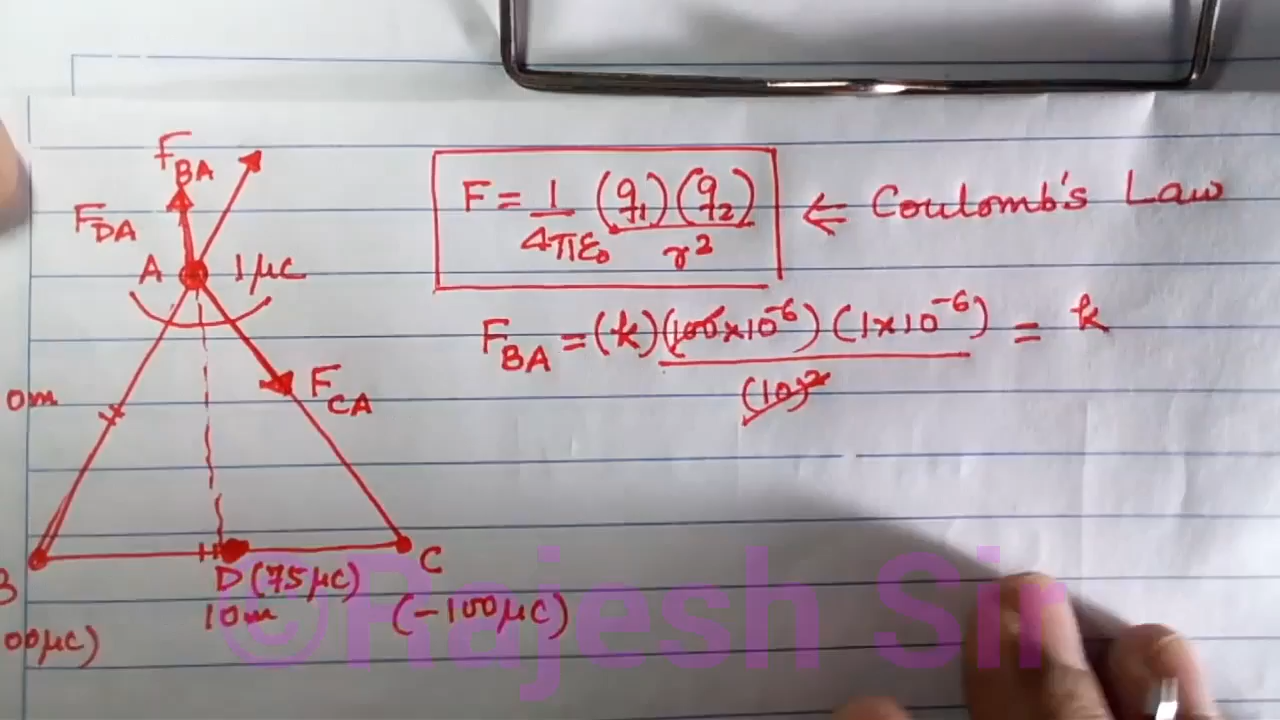 F_BA
F_DA
A 1μC
F = 1/4πε₀ (q₁)(q₂)/r² ⇐ Coulomb's Law
F_BA = (k)(100×10⁻⁶)(1×10⁻⁶)/(10)² = k
F_CA
0m
B
C
D (75μC)
10m
(-100μC)
00μC)
©Rajesh Sir